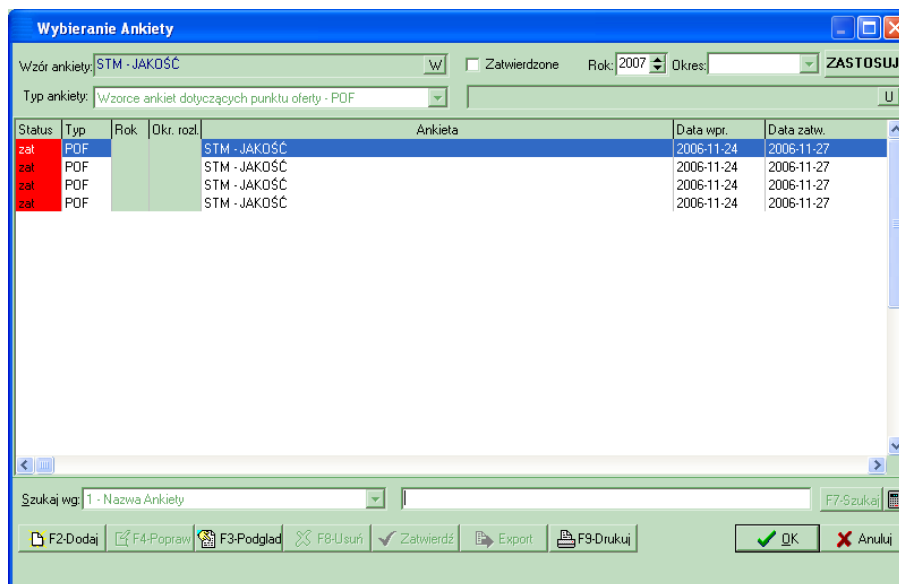 Wybieranie Ankiety
Wzór ankiety: STM - JAKOŚĆ W Zatwierdzone Rok: 2007 Okres: ZASTOSUJ
Typ ankiety: Wzorce ankiet dotyczących punktu oferty - POF U
Status Typ Rok Okr. rozl. Ankieta Data wpr. Data zatw.
zat POF STM - JAKOŚĆ 2006-11-24 2006-11-27
zat POF STM - JAKOŚĆ 2006-11-24 2006-11-27
zat POF STM - JAKOŚĆ 2006-11-24 2006-11-27
zat POF STM - JAKOŚĆ 2006-11-24 2006-11-27
Szukaj wg: 1 - Nazwa Ankiety F7-Szukaj
F2-Dodaj F4-Popraw F3-Podglad F8-Usuń Zatwierdź Export F9-Drukuj OK Anuluj